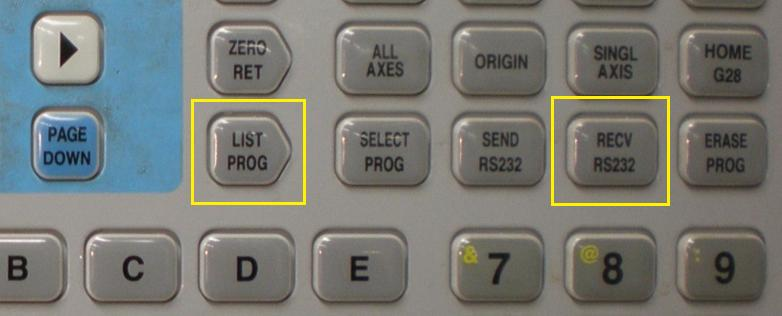 ZERO
RET
ALL
AXES
ORIGIN
SINGL
AXIS
HOME
G28
PAGE
DOWN
LIST
PROG
SELECT
PROG
SEND
RS232
RECV
RS232
ERASE
PROG
B
C
D
E
& 7
@ 8
: 9